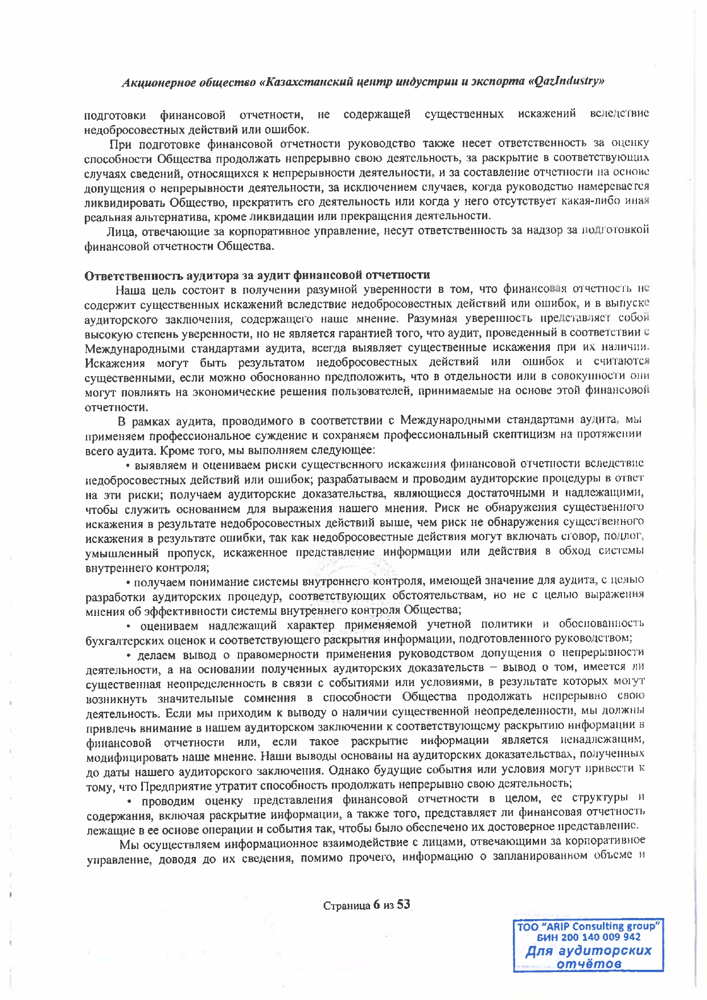 Акционерное общество «Казахстанский центр индустрии и экспорта «QazIndustry»
подготовки финансовой отчетности, не содержащей существенных искажений вследствие
недобросовестных действий или ошибок.
При подготовке финансовой отчетности руководство также несет ответственность за оценку
способности Общества продолжать непрерывно свою деятельность, за раскрытие в соответствующих
случаях сведений, относящихся к непрерывности деятельности, и за составление отчетности на основе
допущения о непрерывности деятельности, за исключением случаев, когда руководство намеревается
ликвидировать Общество, прекратить его деятельность или когда у него отсутствует какая-либо иная
реальная альтернатива, кроме ликвидации или прекращения деятельности.
Лица, отвечающие за корпоративное управление, несут ответственность за надзор за подготовкой
финансовой отчетности Общества.
Ответственность аудитора за аудит финансовой отчетности
Наша цель состоит в получении разумной уверенности в том, что финансовая отчетность не
содержит существенных искажений вследствие недобросовестных действий или ошибок, и в выпуске
аудиторского заключения, содержащего наше мнение. Разумная уверенность представляет собой
высокую степень уверенности, но не является гарантией того, что аудит, проведенный в соответствии с
Международными стандартами аудита, всегда выявляет существенные искажения при их наличии.
Искажения могут быть результатом недобросовестных действий или ошибок и считаются
существенными, если можно обоснованно предположить, что в отдельности или в совокупности они
могут повлиять на экономические решения пользователей, принимаемые на основе этой финансовой
отчетности.
В рамках аудита, проводимого в соответствии с Международными стандартами аудита, мы
применяем профессиональное суждение и сохраняем профессиональный скептицизм на протяжении
всего аудита. Кроме того, мы выполняем следующее:
• выявляем и оцениваем риски существенного искажения финансовой отчетности вследствие
недобросовестных действий или ошибок; разрабатываем и проводим аудиторские процедуры в ответ
на эти риски; получаем аудиторские доказательства, являющиеся достаточными и надлежащими,
чтобы служить основанием для выражения нашего мнения. Риск не обнаружения существенного
искажения в результате недобросовестных действий выше, чем риск не обнаружения существенного
искажения в результате ошибки, так как недобросовестные действия могут включать сговор, подлог,
умышленный пропуск, искаженное представление информации или действия в обход системы
внутреннего контроля;
• получаем понимание системы внутреннего контроля, имеющей значение для аудита, с целью
разработки аудиторских процедур, соответствующих обстоятельствам, но не с целью выражения
мнения об эффективности системы внутреннего контроля Общества;
• оцениваем надлежащий характер применяемой учетной политики и обоснованность
бухгалтерских оценок и соответствующего раскрытия информации, подготовленного руководством;
• делаем вывод о правомерности применения руководством допущения о непрерывности
деятельности, а на основании полученных аудиторских доказательств – вывод о том, имеется ли
существенная неопределенность в связи с событиями или условиями, в результате которых могут
возникнуть значительные сомнения в способности Общества продолжать непрерывно свою
деятельность. Если мы приходим к выводу о наличии существенной неопределенности, мы должны
привлечь внимание в нашем аудиторском заключении к соответствующему раскрытию информации в
финансовой отчетности или, если такое раскрытие информации является ненадлежащим,
модифицировать наше мнение. Наши выводы основаны на аудиторских доказательствах, полученных
до даты нашего аудиторского заключения. Однако будущие события или условия могут привести к
тому, что Предприятие утратит способность продолжать непрерывно свою деятельность;
• проводим оценку представления финансовой отчетности в целом, ее структуры и
содержания, включая раскрытие информации, а также того, представляет ли финансовая отчетность
лежащие в ее основе операции и события так, чтобы было обеспечено их достоверное представление.
Мы осуществляем информационное взаимодействие с лицами, отвечающими за корпоративное
управление, доводя до их сведения, помимо прочего, информацию о запланированном объеме и
Страница 6 из 53
ТОО "ARIP Consulting group"
БИН 200 140 009 942
Для аудиторских
отчётов